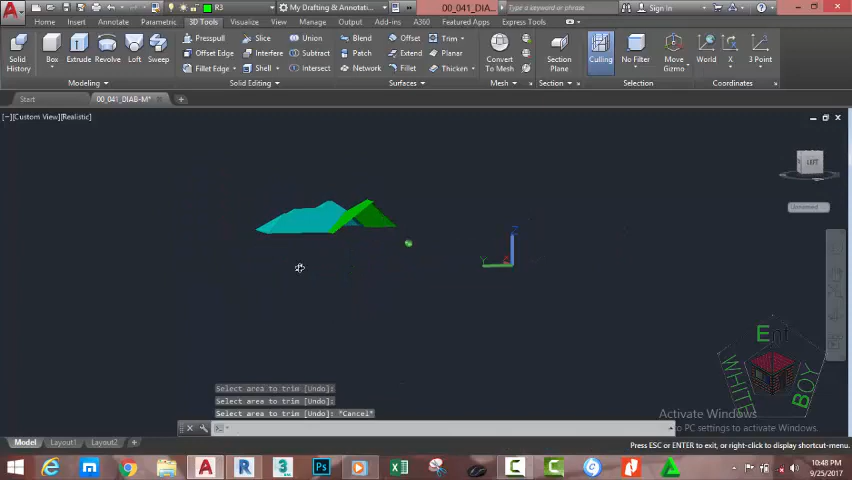 R3
My Drafting & Annotati...
00_041_DIAB-M...
Type a keyword or phrase
Sign In
Home
Insert
Annotate
Parametric
3D Tools
Visualize
View
Manage
Output
Add-ins
A360
Featured Apps
Express Tools
Solid History
Box
Extrude
Revolve
Loft
Sweep
Presspull
Offset Edge
Fillet Edge
Slice
Interfere
Shell
Union
Subtract
Intersect
Blend
Patch
Network
Offset
Extend
Fillet
Trim
Plane
Thicken
Convert To Mesh
Section Plane
Culling
No Filter
Move Gizmo
World
X
3 Point
Modeling
Solid Editing
Surfaces
Mesh
Section
Selection
Coordinates
Start
00_041_DIAB-M*
[−][Custom View][Realistic]
LEFT
Unnamed
Z
Y
Ent
WHITE
BOY
Select area to trim [Undo]:
Select area to trim [Undo]:
Select area to trim [Undo]: *Cancel*
Activate Windows
to PC settings to activate Windows.
Model
Layout1
Layout2
Press ESC or ENTER to exit, or right-click to display shortcut-menu.
10:48 PM
9/25/2017